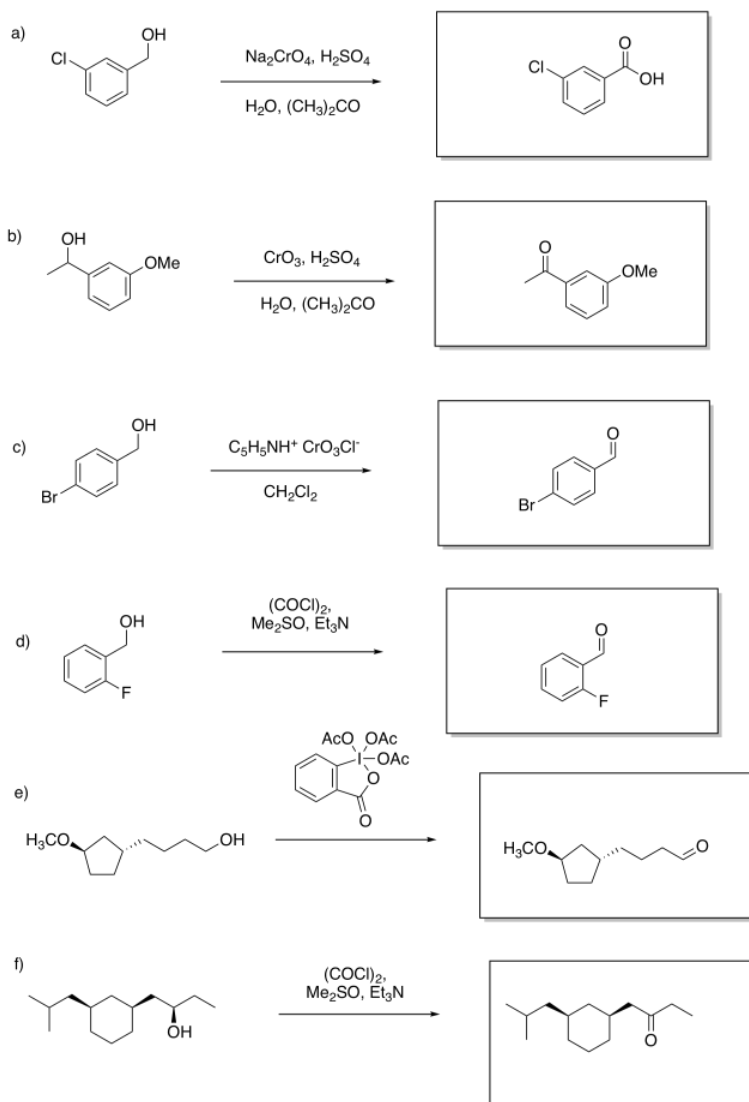 a)
OH
Cl
Na2CrO4, H2SO4
H2O, (CH3)2CO
O
Cl
OH
b)
OH
OMe
CrO3, H2SO4
H2O, (CH3)2CO
O
OMe
c)
OH
Br
C5H5NH+ CrO3Cl-
CH2Cl2
O
Br
d)
OH
F
(COCl)2,
Me2SO, Et3N
O
F
e)
H3CO
OH
AcO OAc
I OAc
O
O
H3CO
O
f)
OH
(COCl)2,
Me2SO, Et3N
O